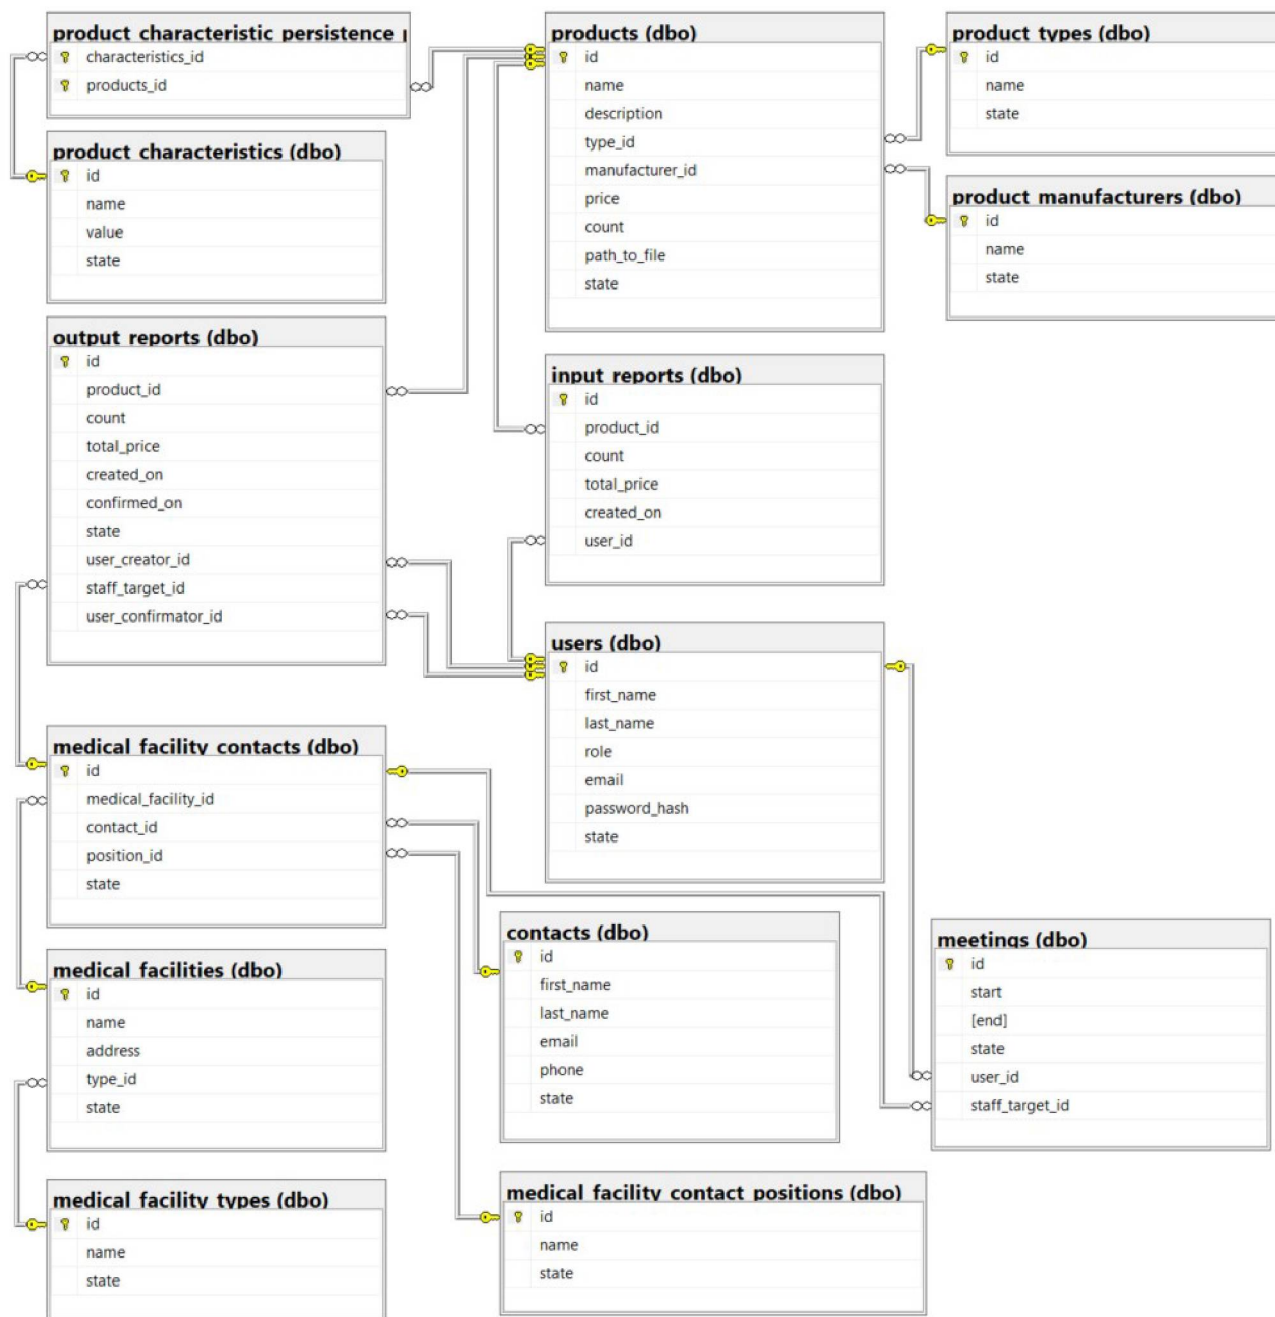 product_characteristic_persistence_
characteristics_id
products_id
product_characteristics (dbo)
id
name
value
state
output_reports (dbo)
id
product_id
count
total_price
created_on
confirmed_on
state
user_creator_id
staff_target_id
user_confirmator_id
medical_facility_contacts (dbo)
id
medical_facility_id
contact_id
position_id
state
medical_facilities (dbo)
id
name
address
type_id
state
medical_facility_types (dbo)
id
name
state
products (dbo)
id
name
description
type_id
manufacturer_id
price
count
path_to_file
state
input_reports (dbo)
id
product_id
count
total_price
created_on
user_id
users (dbo)
id
first_name
last_name
role
email
password_hash
state
contacts (dbo)
id
first_name
last_name
email
phone
state
medical_facility_contact_positions (dbo)
id
name
state
product_types (dbo)
id
name
state
product_manufacturers (dbo)
id
name
state
meetings (dbo)
id
start
[end]
state
user_id
staff_target_id